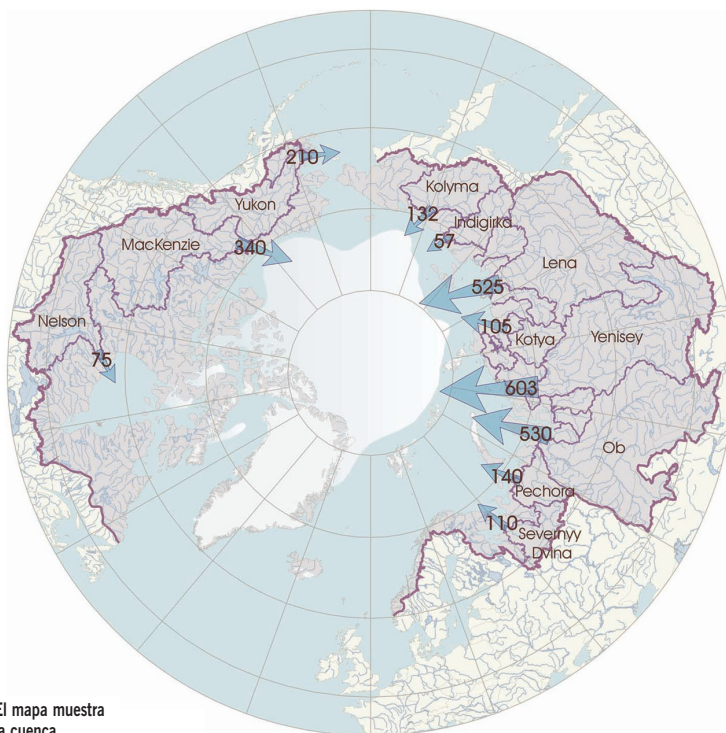 210
Kolyma
Yukon
132
Indigirka
57
MacKenzie
340
Lena
525
Nelson
105
Kotya
Yenisey
75
603
530
Ob
140
Pechora
110
Severnyy
Dvina
El mapa muestra
a cuenca